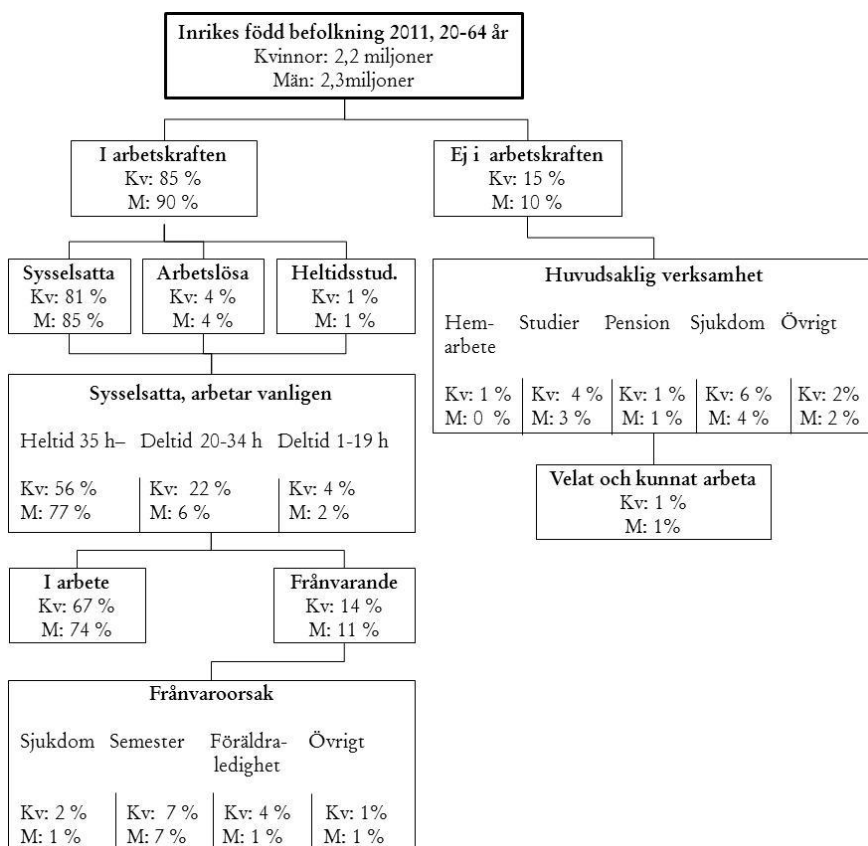 Inrikes född befolkning 2011, 20-64 år
Kvinnor: 2,2 miljoner
Män: 2,3miljoner
I arbetskraften
Kv: 85 %
M: 90 %
Ej i arbetskraften
Kv: 15 %
M: 10 %
Sysselsatta
Kv: 81 %
M: 85 %
Arbetslösa
Kv: 4 %
M: 4 %
Heltidsstud.
Kv: 1 %
M: 1 %
Huvudsaklig verksamhet
Hem- Studier Pension Sjukdom Övrigt
arbete
Kv: 1 % Kv: 4% Kv: 1 % Kv: 6 % Kv: 2%
M: 0 % M: 3 % M: 1 % M: 4 % M: 2 %
Sysselsatta, arbetar vanligen
Heltid 35 h– Deltid 20-34 h Deltid 1-19 h
Kv: 56 % Kv: 22 % Kv: 4 %
M: 77 % M: 6 % M: 2 %
Velat och kunnat arbeta
Kv: 1 %
M: 1%
I arbete
Kv: 67 %
M: 74 %
Frånvarande
Kv: 14 %
M: 11 %
Frånvaroorsak
Sjukdom Semester Föräldra- Övrigt
ledighet
Kv: 2 % Kv: 7 % Kv: 4 % Kv: 1%
M: 1 % M: 7 % M: 1 % M: 1 %